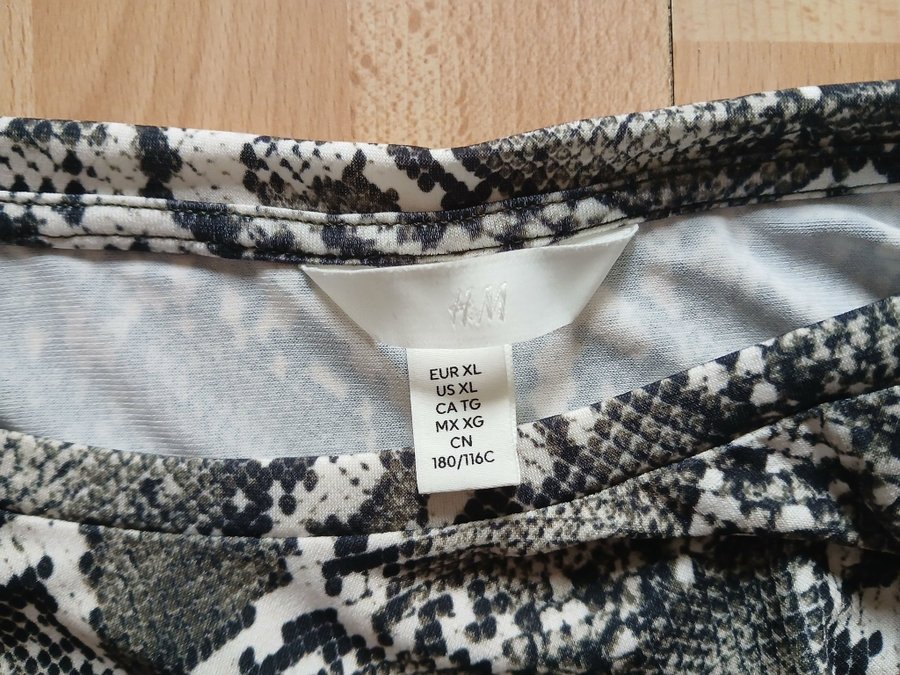 H&M
EUR XL
US XL
CA TG
MX XG
CN
180/116C